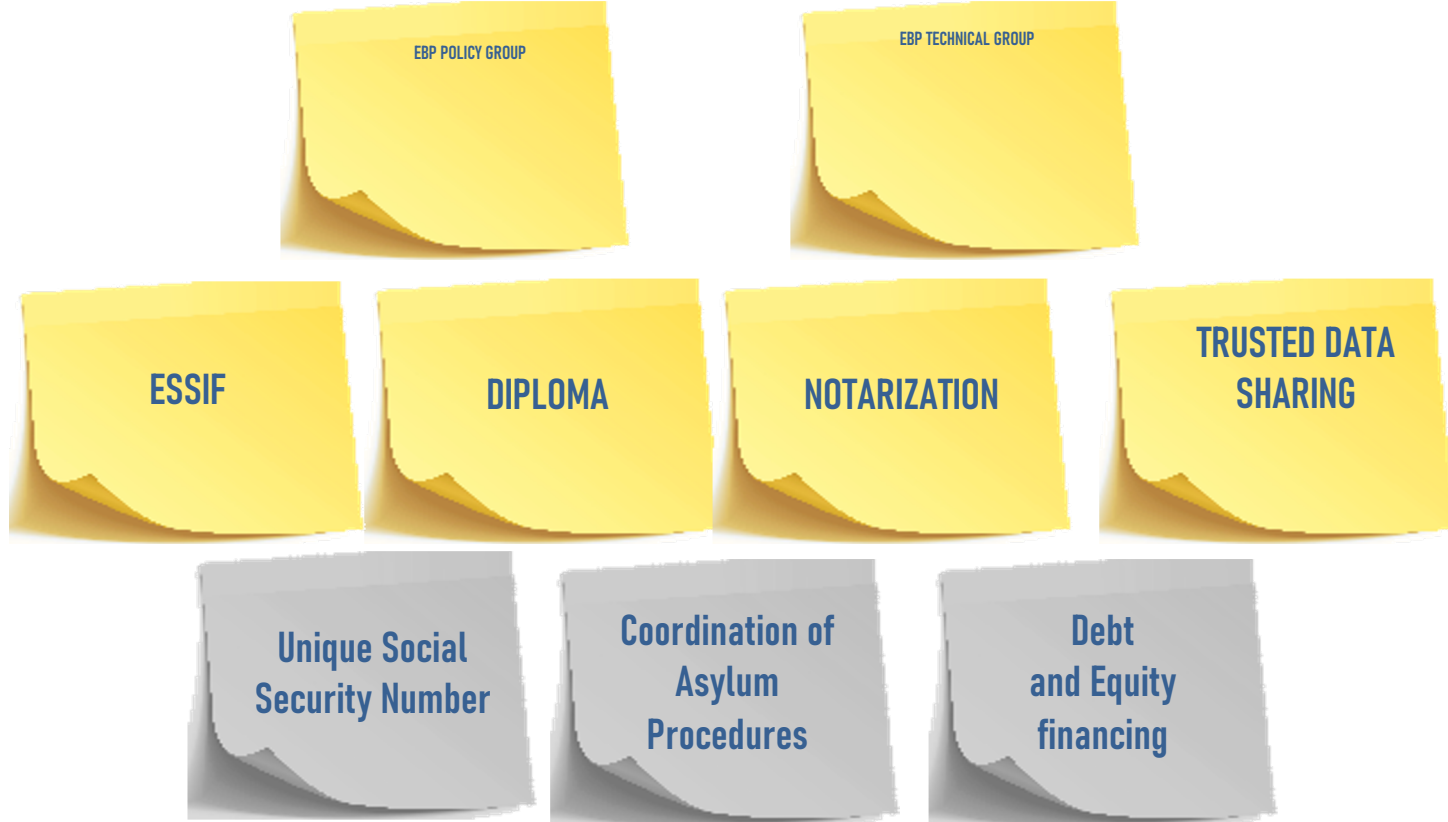 EBP POLICY GROUP
EBP TECHNICAL GROUP
ESSIF
DIPLOMA
NOTARIZATION
TRUSTED DATA
SHARING
Unique Social
Security Number
Coordination of
Asylum
Procedures
Debt
and Equity
financing